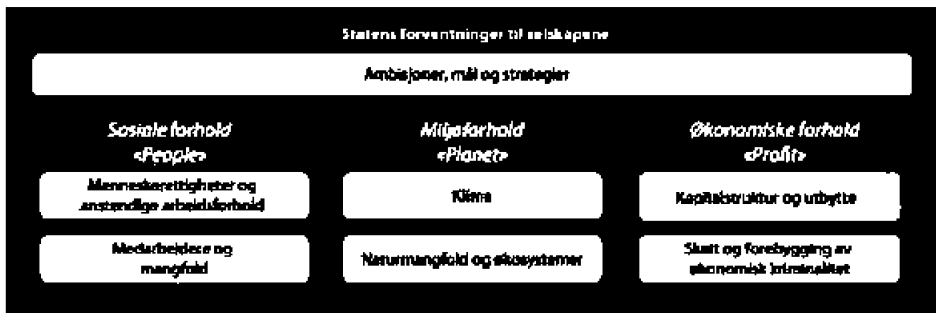 Statens forventninger til selskapene
Ambisjoner, mål og strategier
Sosiale forhold
«People»
Miljøforhold
«Planet»
Økonomiske forhold
«Profit»
Menneskerettigheter og
anstendige arbeidsforhold
Klima
Kapitalstruktur og utbytte
Medarbeidere og
mangfold
Naturmangfold og økosystemer
Skatt og forebygging av
økonomisk kriminalitet